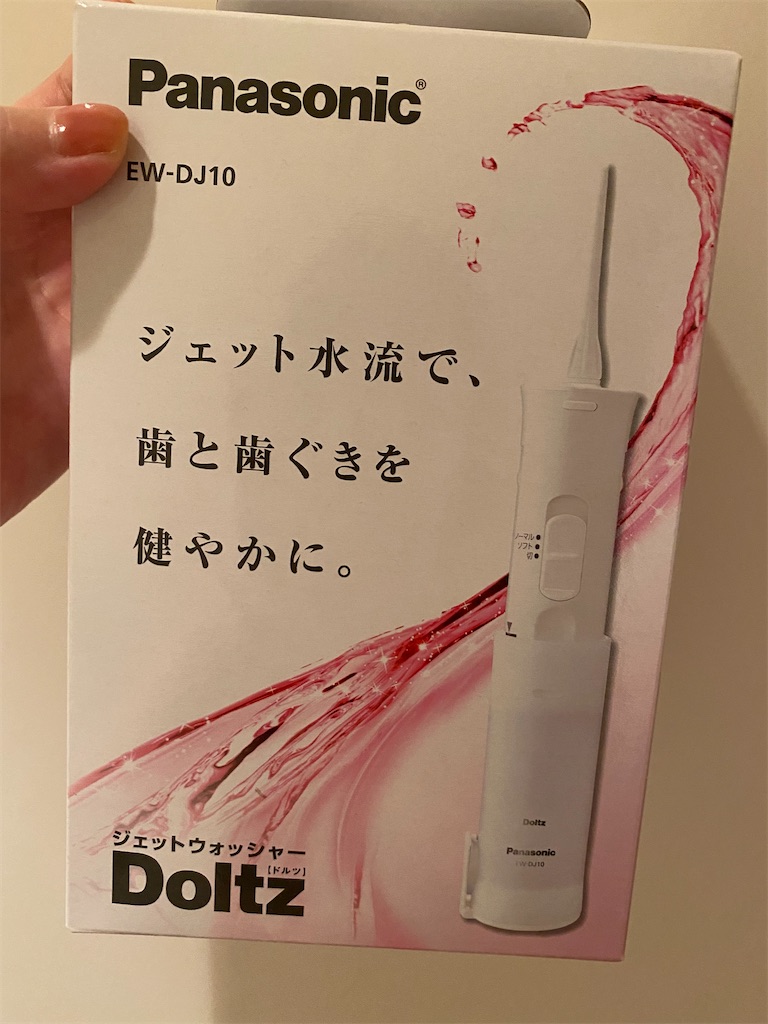 Panasonic®
EW-DJ10
ジェット水流で、
歯と歯ぐきを
健やかに。
ノーマル
ソフト
切
Doltz
Panasonic
EW-DJ10
ジェットウォッシャー
Doltz
[ドルツ]